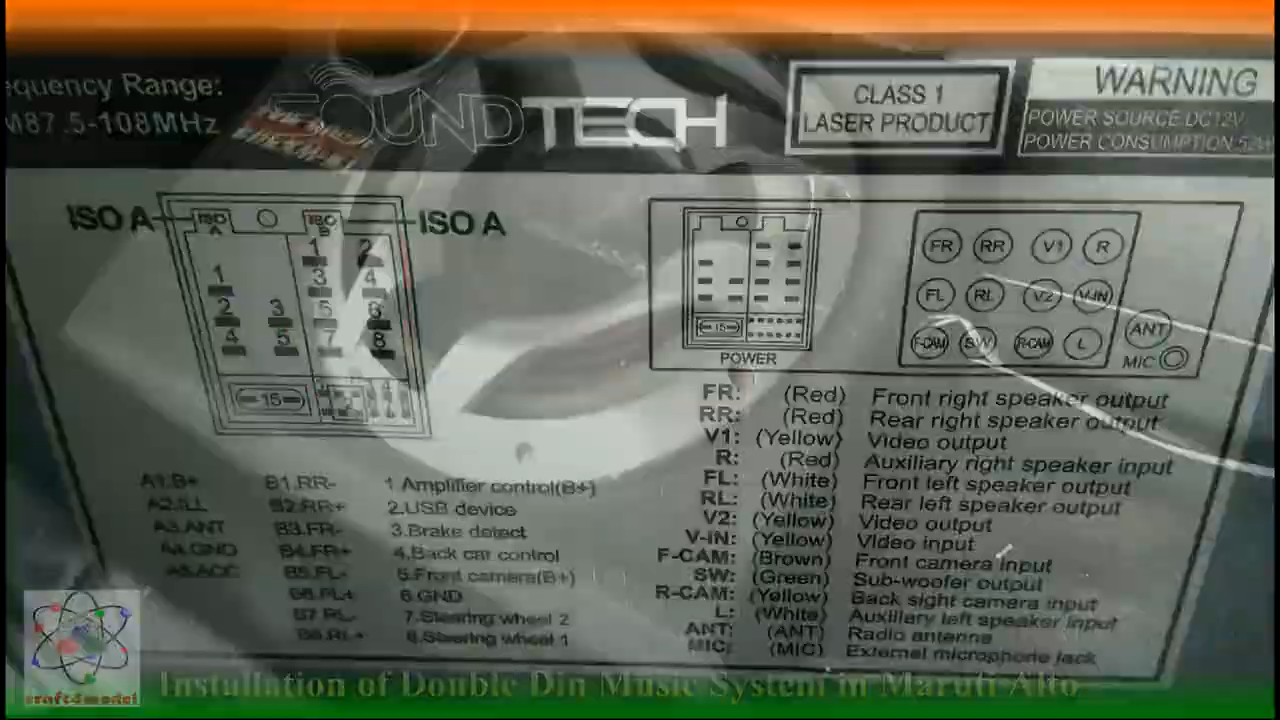 equency Range:
M87.5-108MHz
SOUNDTECH
CLASS 1
LASER PRODUCT
WARNING
POWER SOURCE DC12V
POWER CONSUMPTION
ISO A
ISO A
ISO B
ISO A
1 2
1 3 4
2 3 5 6
4 5 7 8
15
15
POWER
FR RR V1 R
FL RL V2 V-IN
F-CAM SW R-CAM L
ANT
MIC
A1.B+
A2.ILL
A3.ANT
A4.GND
A5.ACC
B1.RR-
B2.RR+
B3.FR-
B4.FR+
B5.FL-
B6.FL+
B7.RL-
B8.RL+
1 Amplifier control(B+)
2.USB device
3.Brake detect
4.Back car control
5.Front camera(B+)
6.GND
7.Steering wheel 2
8.Steering wheel 1
FR: (Red) Front right speaker output
RR: (Red) Rear right speaker output
V1: (Yellow) Video output
R: (Red) Auxiliary right speaker input
FL: (White) Front left speaker output
RL: (White) Rear left speaker output
V2: (Yellow) Video output
V-IN: (Yellow) Video input
F-CAM: (Brown) Front camera input
SW: (Green) Sub-woofer output
R-CAM: (Yellow) Back sight camera input
L: (White) Auxiliary left speaker input
ANT: (ANT) Radio antenne
MIC: (MIC) External microphone jack
craft4model
Instullation of Double Din Music System in Maruti Alto